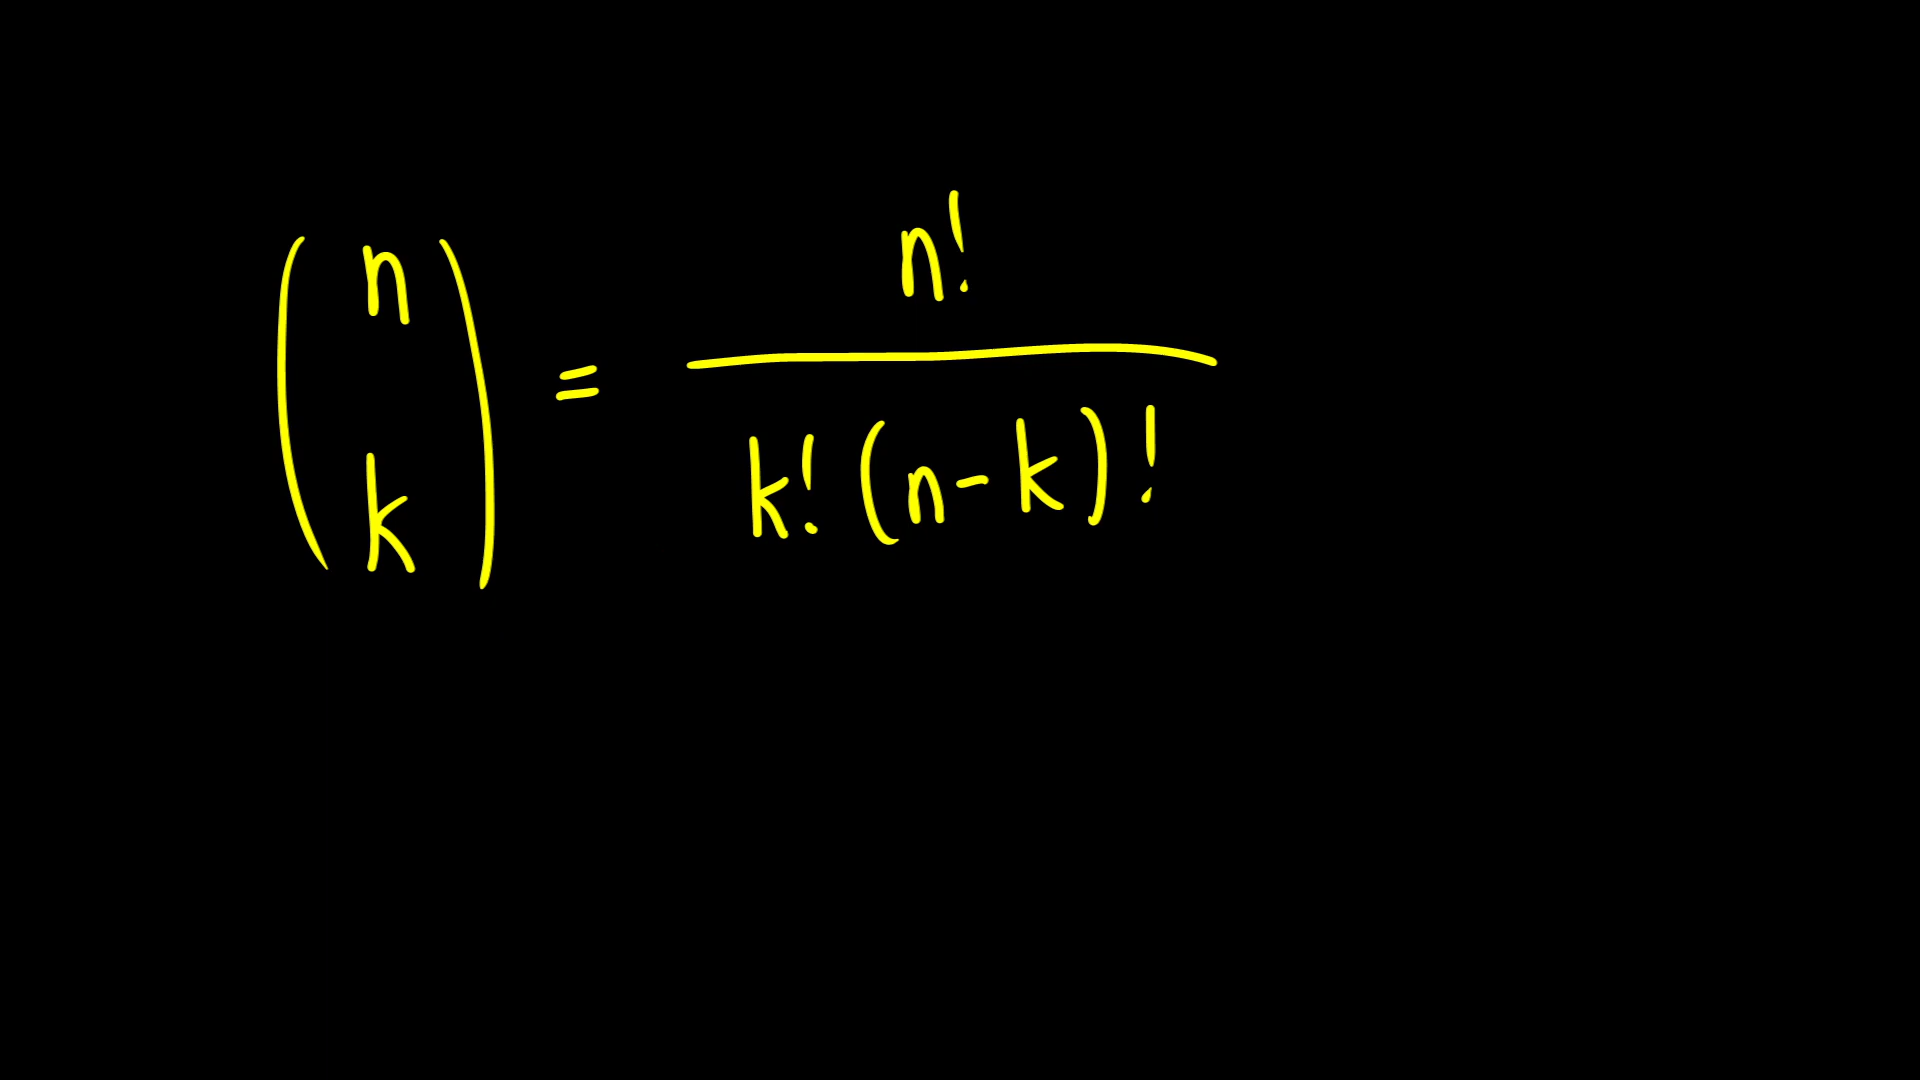 (n k) = n! / k!(n-k)!